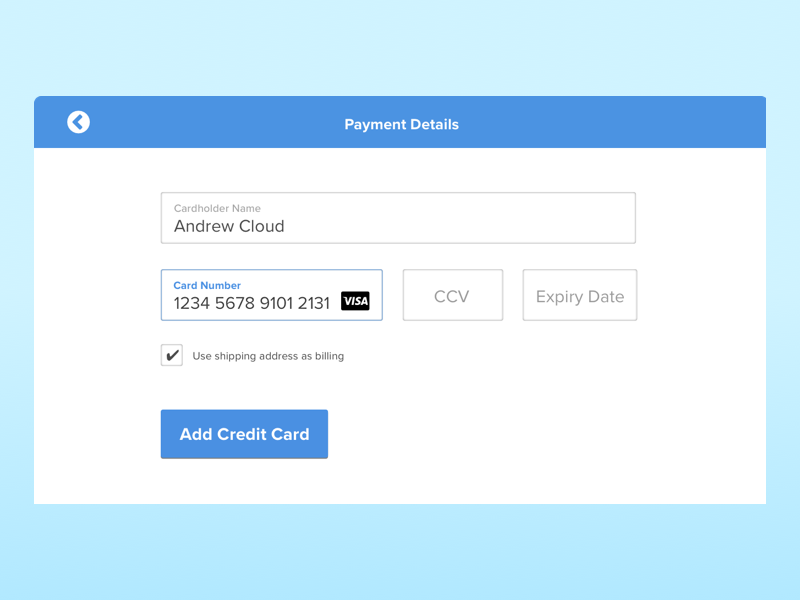 Payment Details
Cardholder Name
Andrew Cloud
Card Number
1234 5678 9101 2131 VISA
CCV
Expiry Date
Use shipping address as billing
Add Credit Card